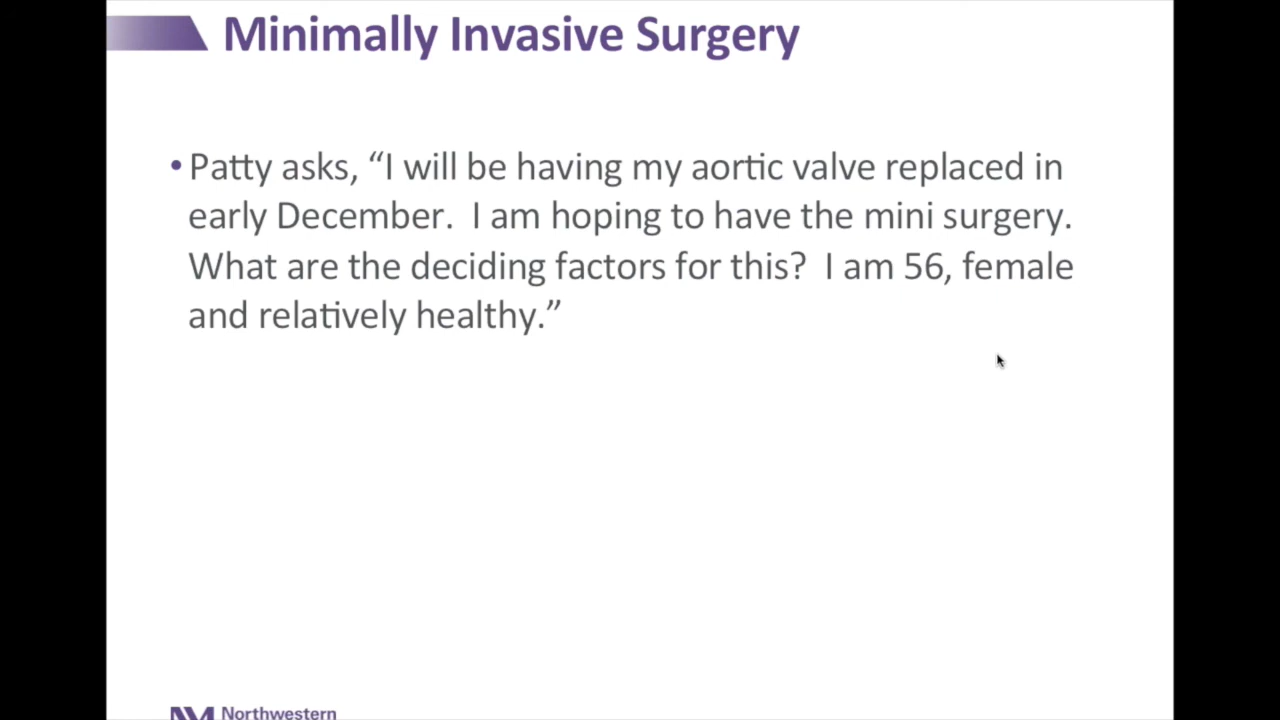 Minimally Invasive Surgery
• Patty asks, “I will be having my aortic valve replaced in
early December.  I am hoping to have the mini surgery.
What are the deciding factors for this?  I am 56, female
and relatively healthy.”
NM Northwestern